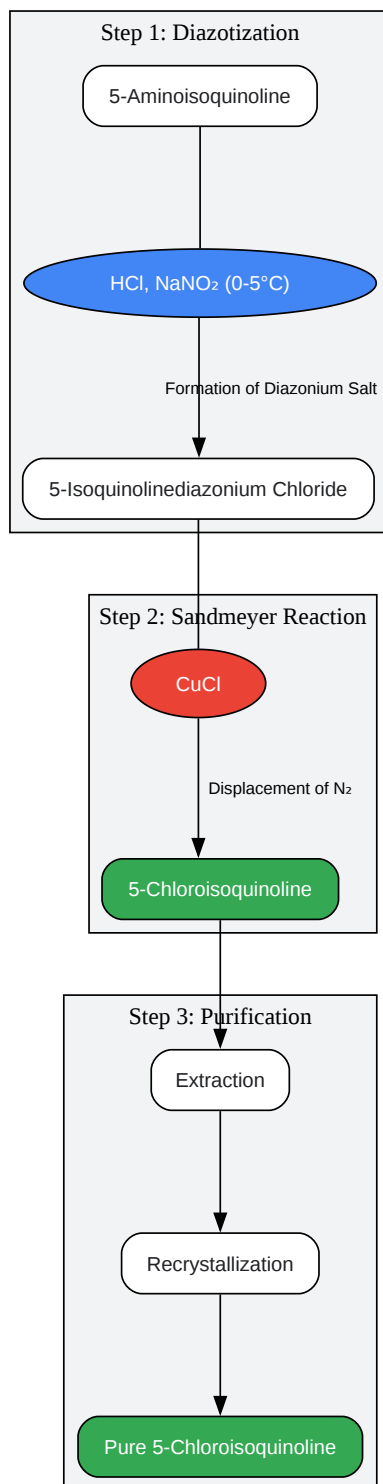 Step 1: Diazotization
5-Aminoisoquinoline
HCl, NaNO₂ (0-5°C)
Formation of Diazonium Salt
5-Isoquinolinediazonium Chloride
Step 2: Sandmeyer Reaction
CuCl
Displacement of N₂
5-Chloroisoquinoline
Step 3: Purification
Extraction
Recrystallization
Pure 5-Chloroisoquinoline